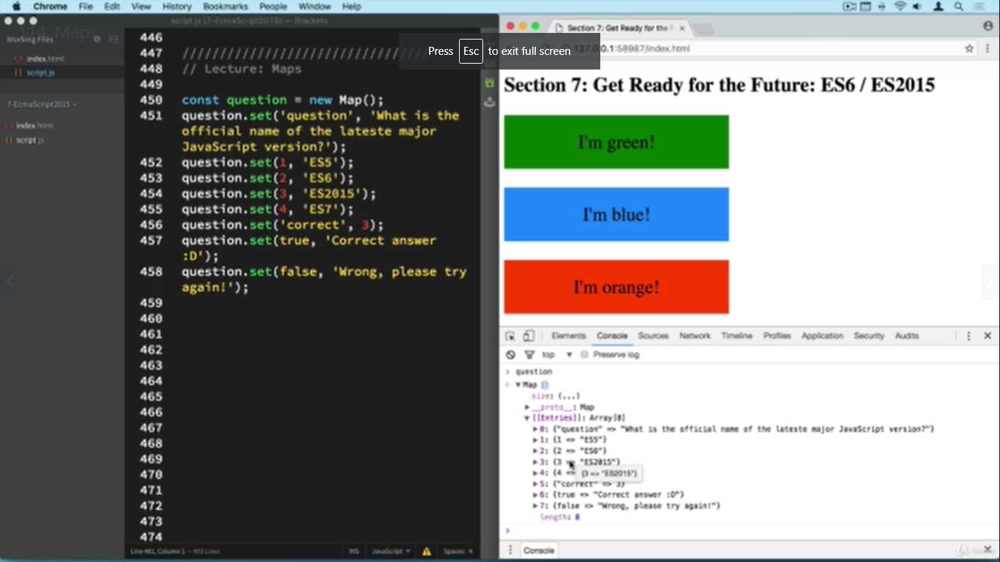 Chrome File Edit View History Bookmarks People Window Help
script.js (7-EcmaScript2015) — Brackets
114. Maps
Working Files
index.html
script.js
7-EcmaScript2015
index.html
script.js
446
447 //////////////////////////////
448 // Lecture: Maps
449
450 const question = new Map();
451 question.set('question', 'What is the
official name of the lateste major
JavaScript version?');
452 question.set(1, 'ES5');
453 question.set(2, 'ES6');
454 question.set(3, 'ES2015');
455 question.set(4, 'ES7');
456 question.set('correct', 3);
457 question.set(true, 'Correct answer
:D');
458 question.set(false, 'Wrong, please try
again!');
459
460
461
462
463
464
465
466
467
468
469
470
471
472
473
474
Line 461, Column 1 — 493 Lines INS JavaScript Spaces: 4
Section 7: Get Ready for the F
Press Esc to exit full screen
127.0.0.1:58987/index.html
Section 7: Get Ready for the Future: ES6 / ES2015
I'm green!
I'm blue!
I'm orange!
Elements Console Sources Network Timeline Profiles Application Security Audits
top Preserve log
question
Map
size: (...)
__proto__: Map
[[Entries]]: Array[8]
0: {"question" => "What is the official name of the lateste major JavaScript version?"}
1: {1 => "ES5"}
2: {2 => "ES6"}
3: {3 => "ES2015"}
{3 => "ES2015"}
4: {4 =>
5: {"correct" => 3}
6: {true => "Correct answer :D"}
7: {false => "Wrong, please try again!"}
length: 8
Console